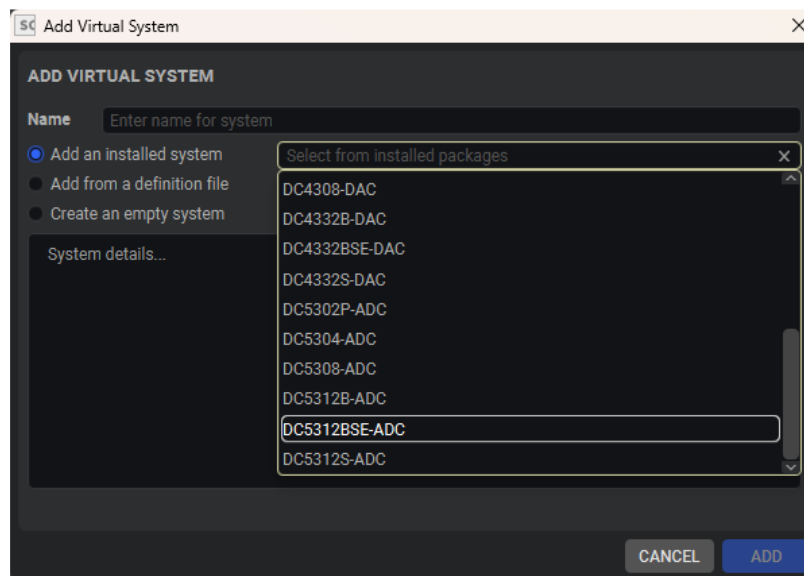 SC Add Virtual System
ADD VIRTUAL SYSTEM
Name Enter name for system
Add an installed system Select from installed packages
Add from a definition file
Create an empty system
System details...
DC4308-DAC
DC4332B-DAC
DC4332BSE-DAC
DC4332S-DAC
DC5302P-ADC
DC5304-ADC
DC5308-ADC
DC5312B-ADC
DC5312BSE-ADC
DC5312S-ADC
CANCEL ADD